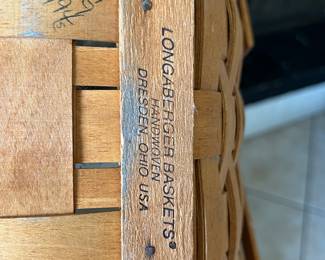 LONGABERGER BASKETS®
HANDWOVEN
DRESDEN, OHIO USA